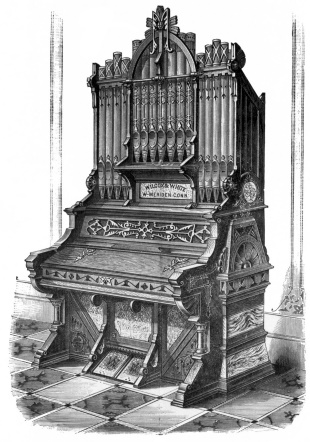 WILCOX & WHITE
W. MERIDEN CONN.